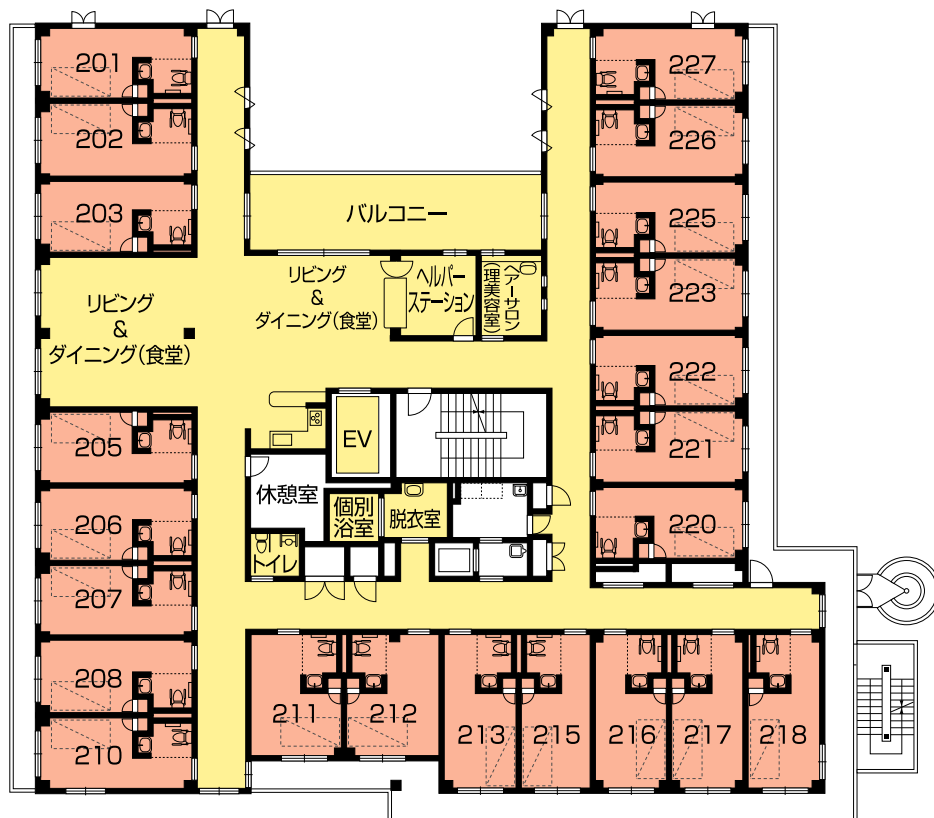 201
202
203
リビング
&
ダイニング(食堂)
205
206
207
208
210
バルコニー
リビング
&
ダイニング(食堂)
ヘルパー
ステーション
ヘアーサロン
(理美容室)
EV
休憩室
個別
浴室
脱衣室
トイレ
227
226
225
223
222
221
220
211
212
213
215
216
217
218